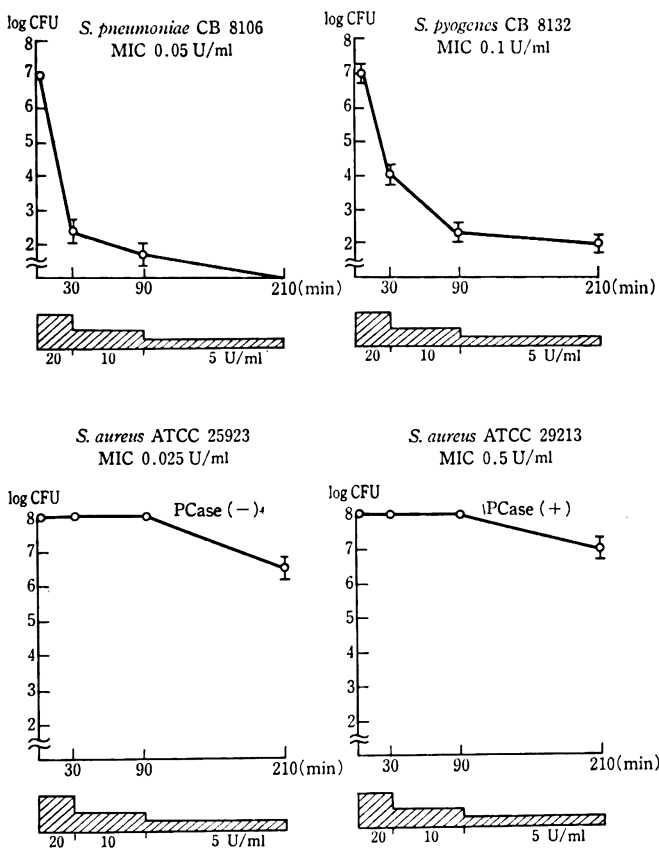 log CFU
S. pneumoniae CB 8106
MIC 0.05 U/ml
8
7
6
5
4
3
2
30
90
210(min)
20
10
5 U/ml
log CFU
S. pyogenes CB 8132
MIC 0.1 U/ml
8
7
6
5
4
3
2
30
90
210(min)
20
10
5 U/ml
S. aureus ATCC 25923
MIC 0.025 U/ml
log CFU
PCase (−)
8
7
6
5
4
3
2
30
90
210(min)
20
10
5 U/ml
S. aureus ATCC 29213
MIC 0.5 U/ml
log CFU
PCase (+)
8
7
6
5
4
3
2
30
90
210(min)
20
10
5 U/ml